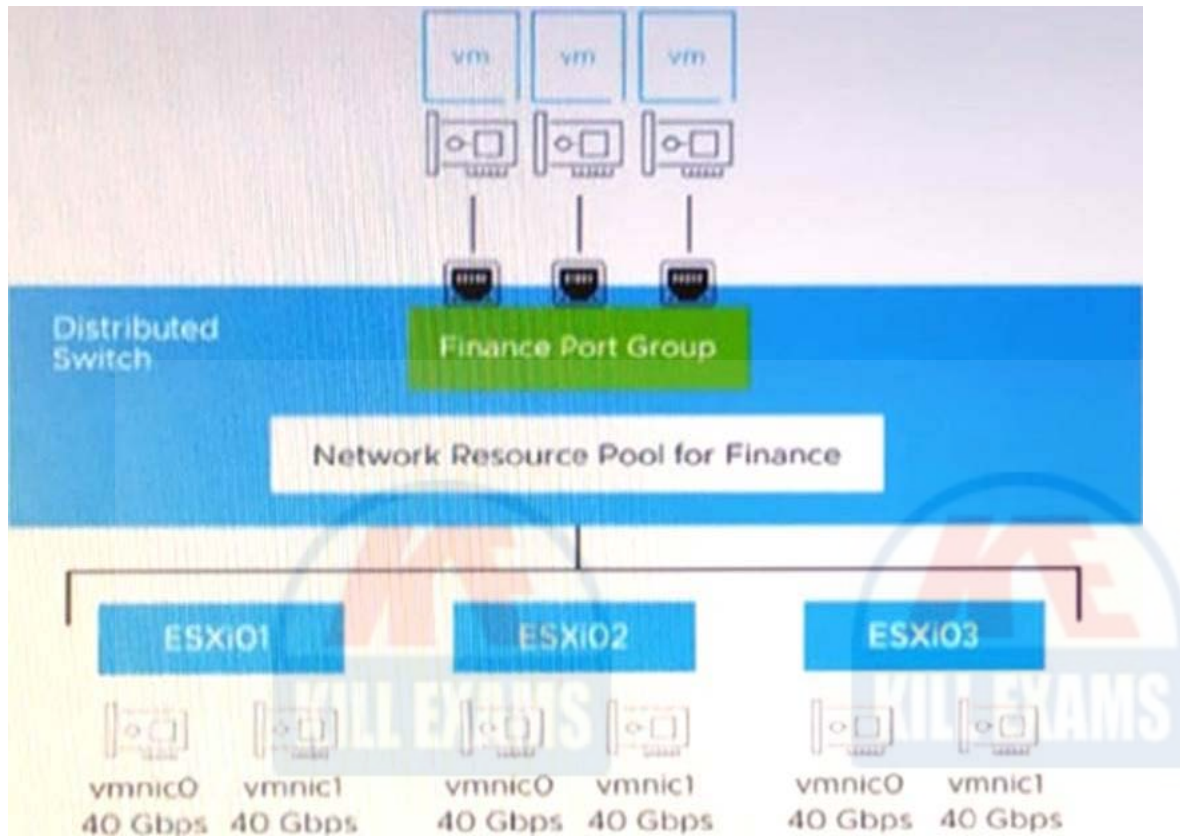 vm vm vm
Distributed
Switch
Finance Port Group
Network Resource Pool for Finance
ESXi01 ESXi02 ESXi03
KILL EXAMS KILL EXAMS
vmnic0 vmnic1 vmnic0 vmnic1 vmnic0 vmnic1
40 Gbps 40 Gbps 40 Gbps 40 Gbps 40 Gbps 40 Gbps